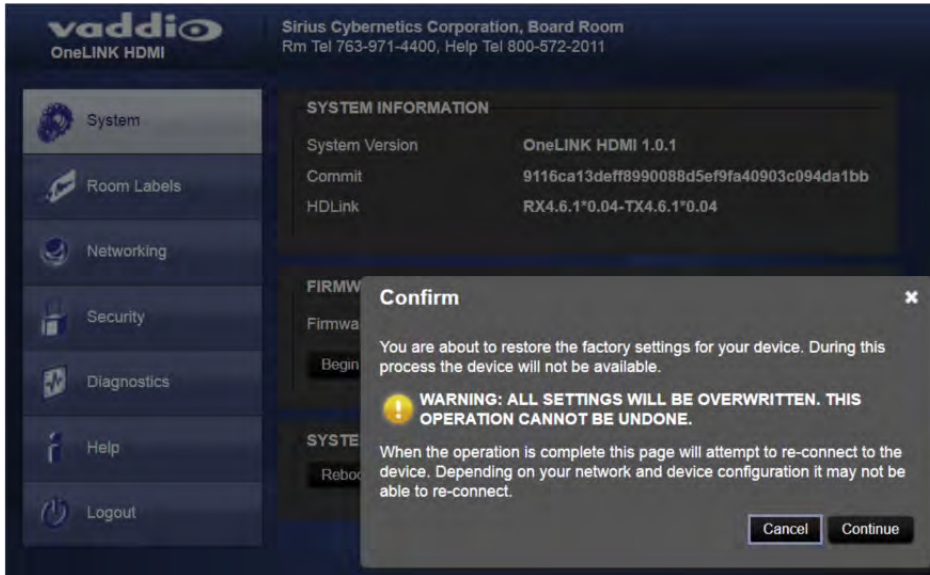 vaddio
OneLINK HDMI
Sirius Cybernetics Corporation, Board Room
Rm Tel 763-971-4400, Help Tel 800-572-2011
System
Room Labels
Networking
Security
Diagnostics
Help
Logout
SYSTEM INFORMATION
System Version OneLINK HDMI 1.0.1
Commit 9116ca13deff8990088d5ef9fa40903c094da1bb
HDLink RX4.6.1*0.04-TX4.6.1*0.04
FIRMW
Firmwa
Begin
SYSTE
Reboo
Confirm
You are about to restore the factory settings for your device. During this
process the device will not be available.
WARNING: ALL SETTINGS WILL BE OVERWRITTEN. THIS
OPERATION CANNOT BE UNDONE.
When the operation is complete this page will attempt to re-connect to the
device. Depending on your network and device configuration it may not be
able to re-connect.
Cancel Continue